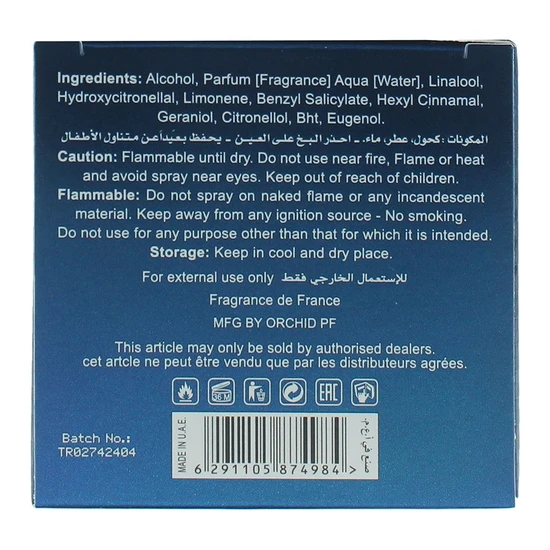 Ingredients: Alcohol, Parfum [Fragrance] Aqua [Water], Linalool,
Hydroxycitronellal, Limonene, Benzyl Salicylate, Hexyl Cinnamal,
Geraniol, Citronellol, Bht, Eugenol.
المكونات : كحول، عطر، ماء. ـ احذر البخ على العين ـ يحفظ بعيداً عن متناول الأطفال
Caution: Flammable until dry. Do not use near fire, Flame or heat
and avoid spray near eyes. Keep out of reach of children.
Flammable: Do not spray on naked flame or any incandescent
material. Keep away from any ignition source - No smoking.
Do not use for any purpose other than that for which it is intended.
Storage: Keep in cool and dry place.
For external use only للإستعمال الخارجي فقط
Fragrance de France
MFG BY ORCHID PF
This article may only be sold by authorised dealers.
cet artcle ne peut être vendu que par les distributeurs agrées.
36 M EAC
Batch No.:
TR02742404
MADE IN U.A.E.
صنع في أ.ع.م
6 291105 874984 >